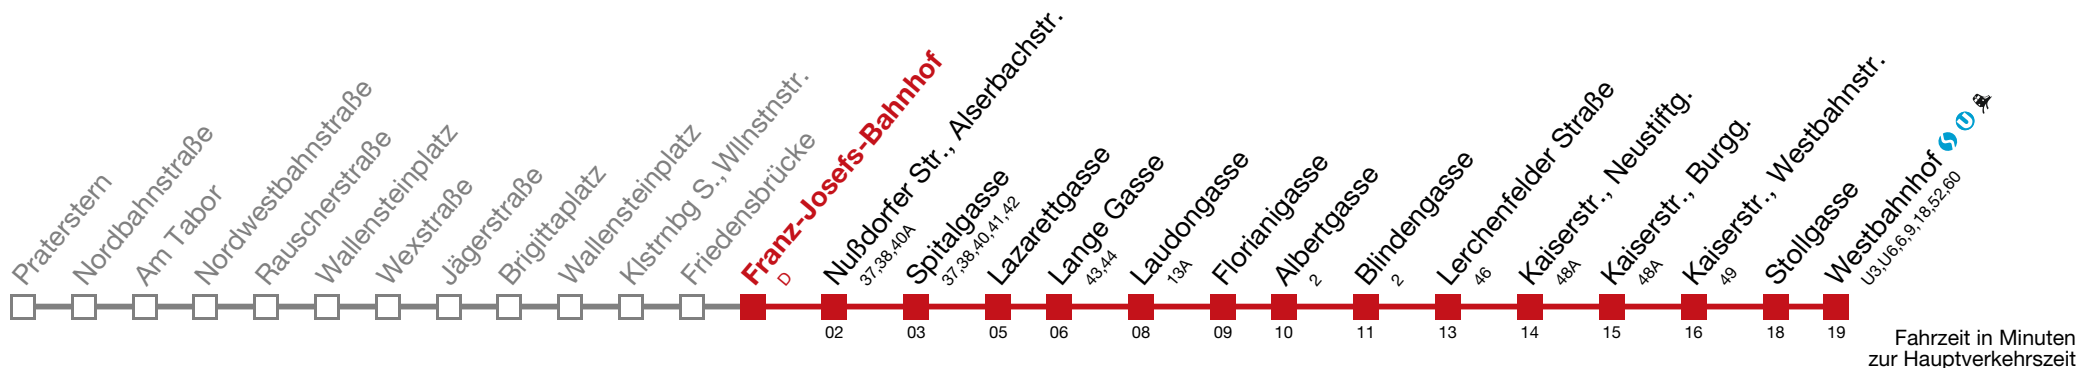 Praterstern
Nordbahnstraße
Am Tabor
Nordwestbahnstraße
Rauscherstraße
Wallensteinplatz
Wexstraße
Jägerstraße
Brigittaplatz
Wallensteinplatz
Klstrnbg S.,Wllnstnstr.
Friedensbrücke
Franz-Josefs-Bahnhof
D
Nußdorfer Str., Alserbachstr.
37,38,40A
02
Spitalgasse
37,38,40,41,42
03
Lazarettgasse
05
Lange Gasse
43,44
06
Laudongasse
13A
08
Florianigasse
09
Albertgasse
2
10
Blindengasse
2
11
Lerchenfelder Straße
46
13
Kaiserstr., Neustiftg.
48A
14
Kaiserstr., Burgg.
48A
15
Kaiserstr., Westbahnstr.
49
16
Stollgasse
18
Westbahnhof
U3,U6,6,9,18,52,60
19
Fahrzeit in Minuten
zur Hauptverkehrszeit